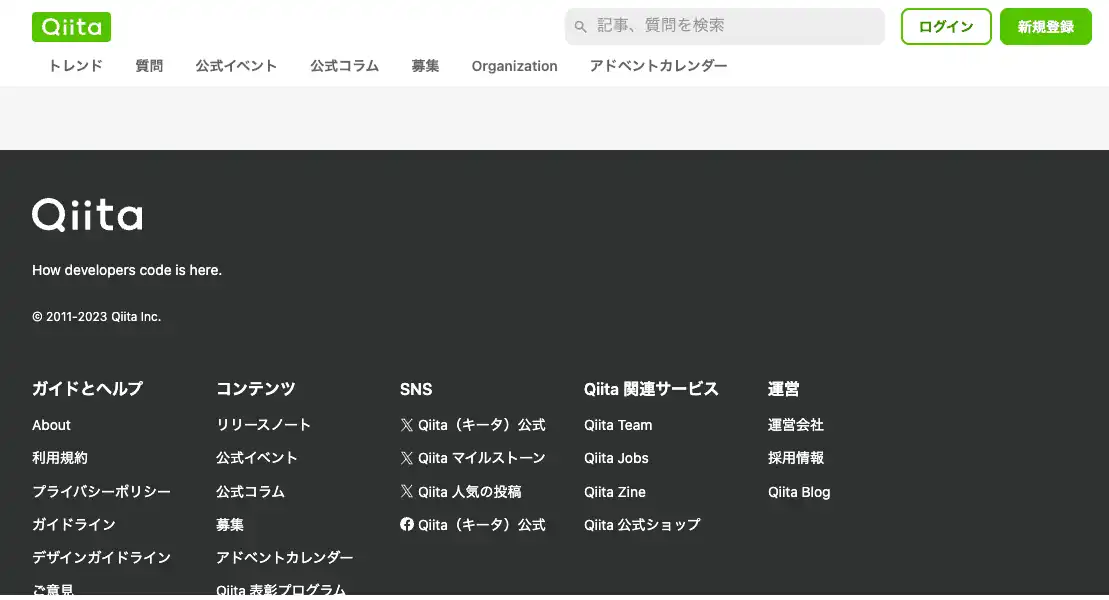 Qiita
記事、質問を検索
ログイン
新規登録
トレンド 質問 公式イベント 公式コラム 募集 Organization アドベントカレンダー
Qiita
How developers code is here.
© 2011-2023 Qiita Inc.
ガイドとヘルプ
About
利用規約
プライバシーポリシー
ガイドライン
デザインガイドライン
ご意見
コンテンツ
リリースノート
公式イベント
公式コラム
募集
アドベントカレンダー
Qiita 表彰プログラム
SNS
Qiita（キータ）公式
Qiita マイルストーン
Qiita 人気の投稿
Qiita（キータ）公式
Qiita 関連サービス
Qiita Team
Qiita Jobs
Qiita Zine
Qiita 公式ショップ
運営
運営会社
採用情報
Qiita Blog